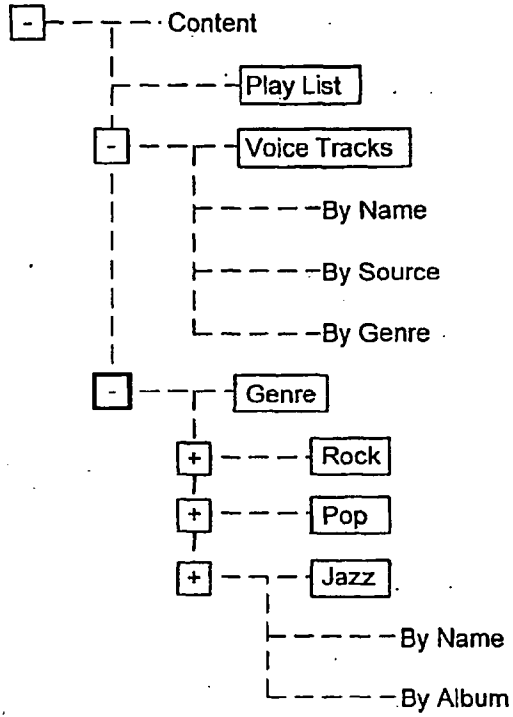 - Content
Play List
- Voice Tracks
By Name
By Source
By Genre
- Genre
+ Rock
+ Pop
+ Jazz
By Name
By Album